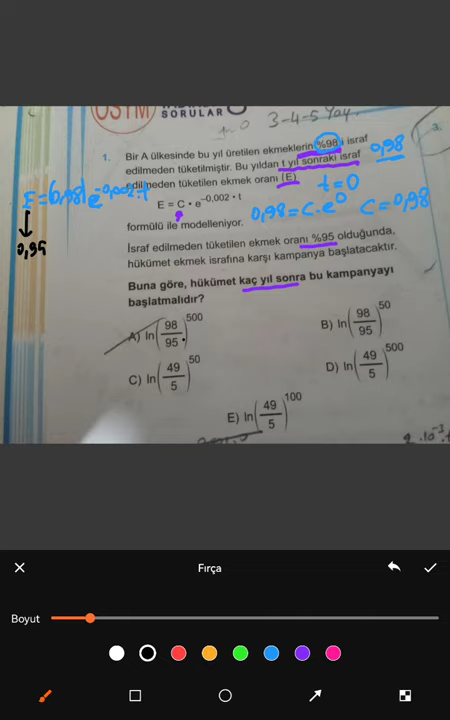 SORULAR
3-4-5 Yay.
1. Bir A ülkesinde bu yıl üretilen ekmeklerin %98'i israf
edilmeden tüketilmiştir. Bu yıldan t yıl sonraki israf
0,98
edilmeden tüketilen ekmek oranı (E)
t=0
E=0,98 e^-0,002.t
E = C • e^-0,002 • t
0,98=C.e^0
C=0,98
0,95
formülü ile modelleniyor.
İsraf edilmeden tüketilen ekmek oranı %95 olduğunda,
hükümet ekmek israfına karşı kampanya başlatacaktır.
Buna göre, hükümet kaç yıl sonra bu kampanyayı
başlatmalıdır?
A) ln(98/95)^500
B) ln(98/95)^50
C) ln(49/5)^50
D) ln(49/5)^500
E) ln(49/5)^100
Fırça
Boyut